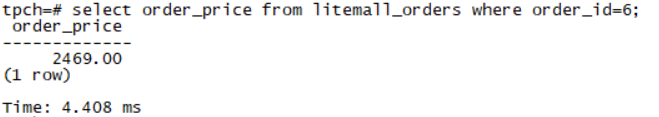 tpch=# select order_price from litemall_orders where order_id=6;
 order_price
-------------
     2469.00
(1 row)

Time: 4.408 ms